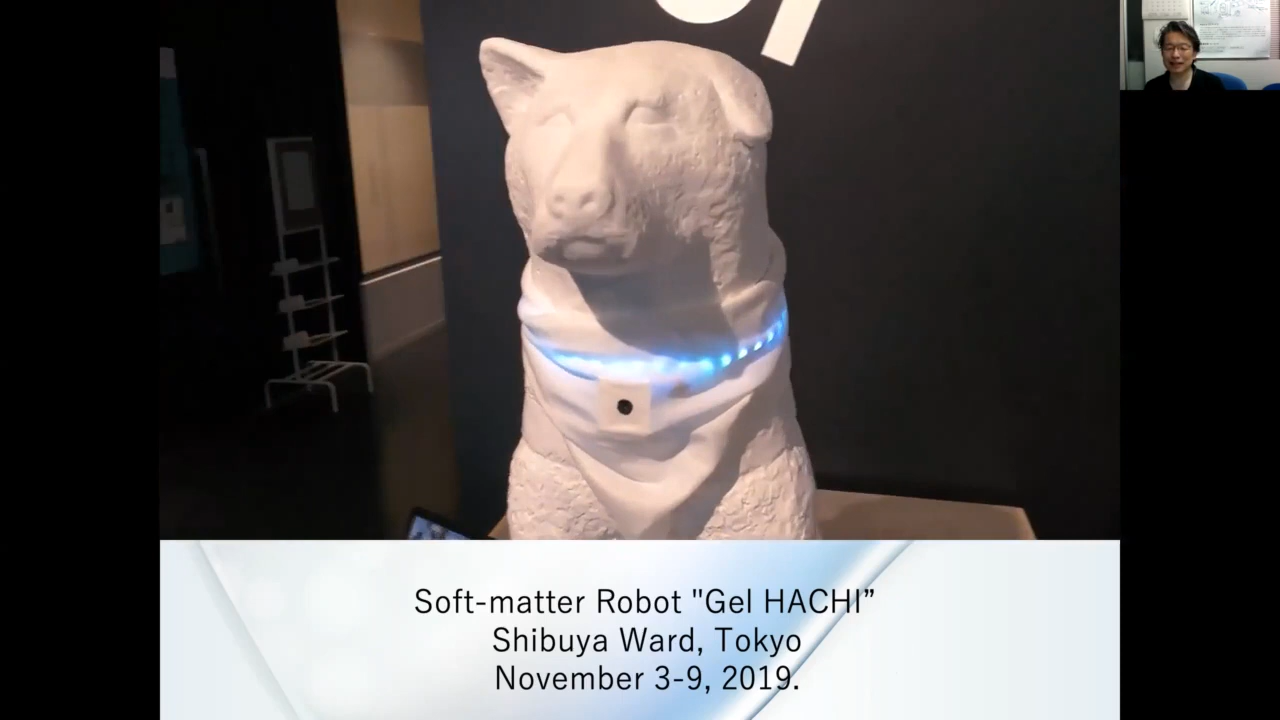 Soft-matter Robot "Gel HACHI”
Shibuya Ward, Tokyo
November 3-9, 2019.